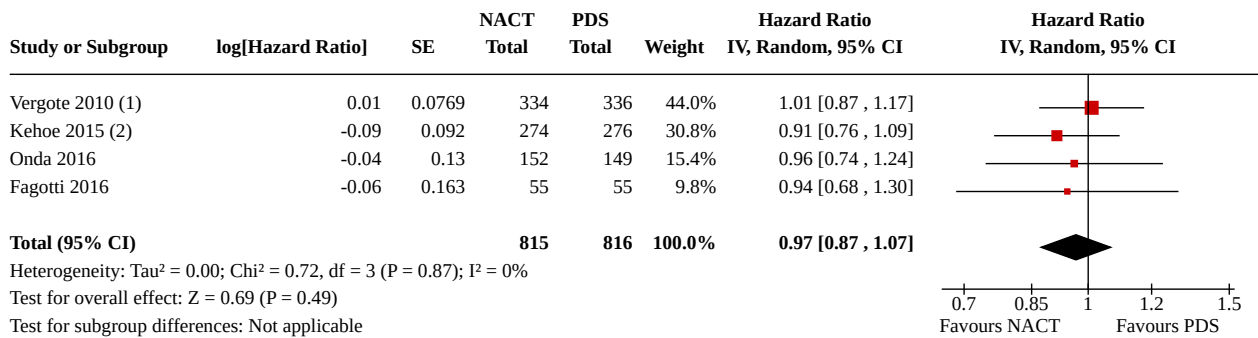 NACT PDS Hazard Ratio Hazard Ratio
Study or Subgroup log[Hazard Ratio] SE Total Total Weight IV, Random, 95% CI IV, Random, 95% CI
Vergote 2010 (1) 0.01 0.0769 334 336 44.0% 1.01 [0.87 , 1.17]
Kehoe 2015 (2) -0.09 0.092 274 276 30.8% 0.91 [0.76 , 1.09]
Onda 2016 -0.04 0.13 152 149 15.4% 0.96 [0.74 , 1.24]
Fagotti 2016 -0.06 0.163 55 55 9.8% 0.94 [0.68 , 1.30]
Total (95% CI) 815 816 100.0% 0.97 [0.87 , 1.07]
Heterogeneity: Tau² = 0.00; Chi² = 0.72, df = 3 (P = 0.87); I² = 0%
Test for overall effect: Z = 0.69 (P = 0.49)
Test for subgroup differences: Not applicable
0.7 0.85 1 1.2 1.5
Favours NACT Favours PDS